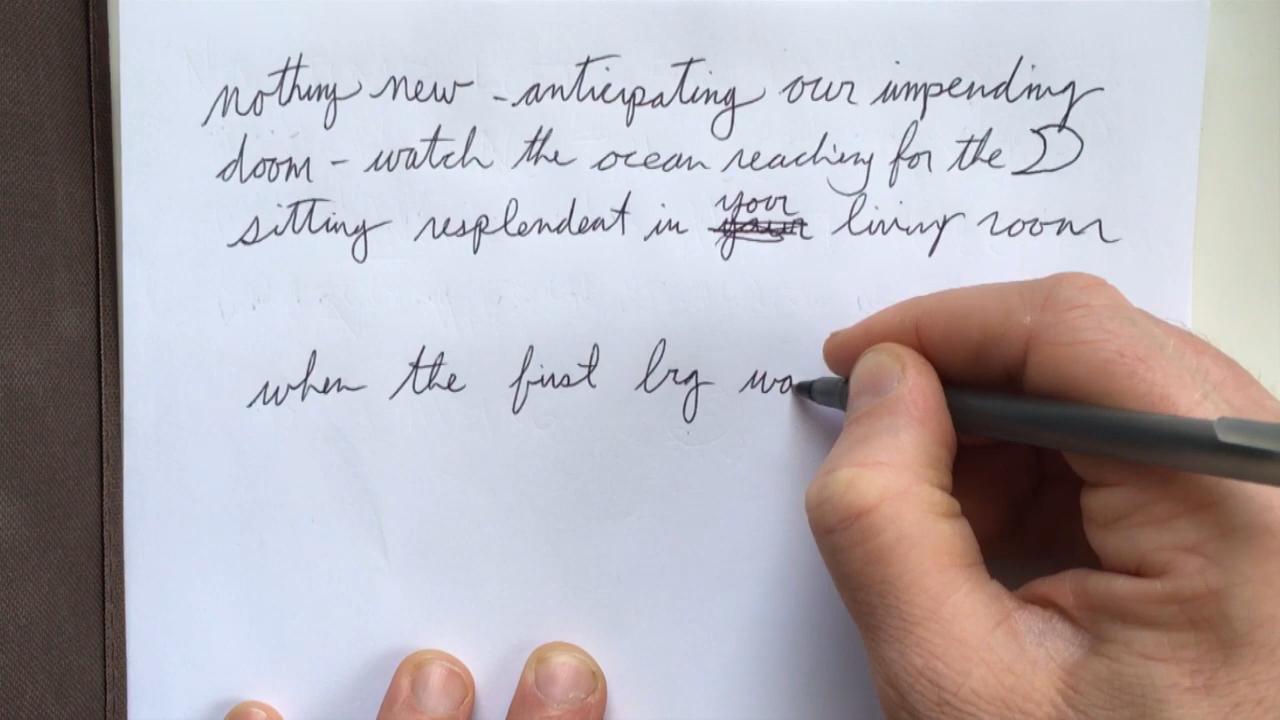 nothing new - anticipating our impending
doom - watch the ocean reaching for the
sitting resplendent in your living room
when the first big wa